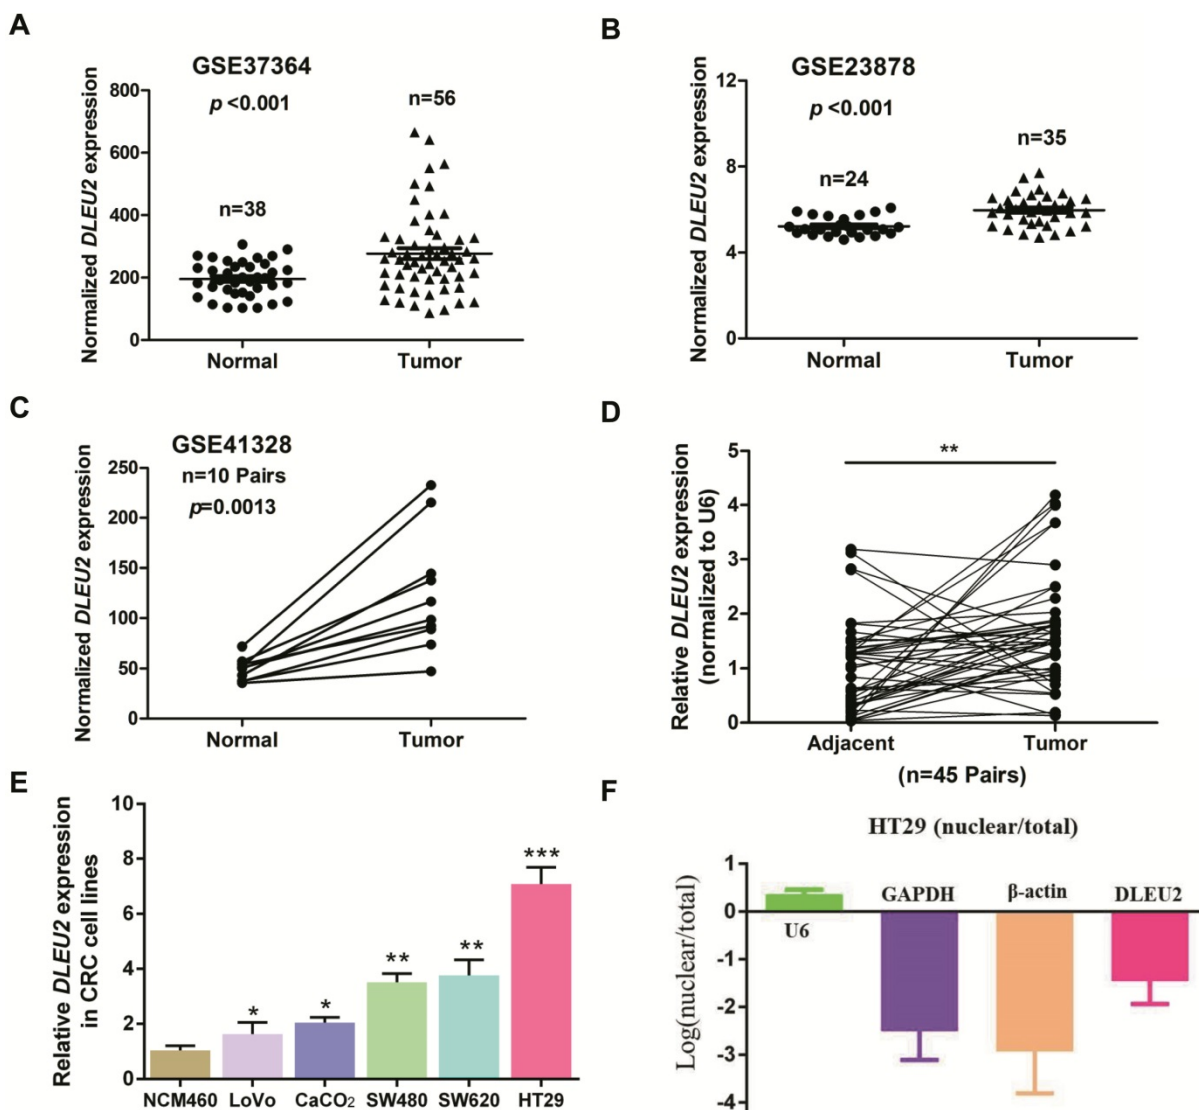 A
GSE37364
p <0.001
n=56
n=38
Normalized DLEU2 expression
800
600
400
200
0
Normal
Tumor
B
GSE23878
p <0.001
n=35
n=24
Normalized DLEU2 expression
12
8
4
0
Normal
Tumor
C
GSE41328
n=10 Pairs
p=0.0013
Normalized DLEU2 expression
250
200
150
100
50
0
Normal
Tumor
D
**
Relative DLEU2 expression
(normalized to U6)
5
4
3
2
1
0
Adjacent
Tumor
(n=45 Pairs)
E
Relative DLEU2 expression
in CRC cell lines
10
8
6
4
2
0
*
*
**
**
***
NCM460
LoVo
CaCO2
SW480
SW620
HT29
F
HT29 (nuclear/total)
Log(nuclear/total)
1
0
-1
-2
-3
-4
U6
GAPDH
β-actin
DLEU2